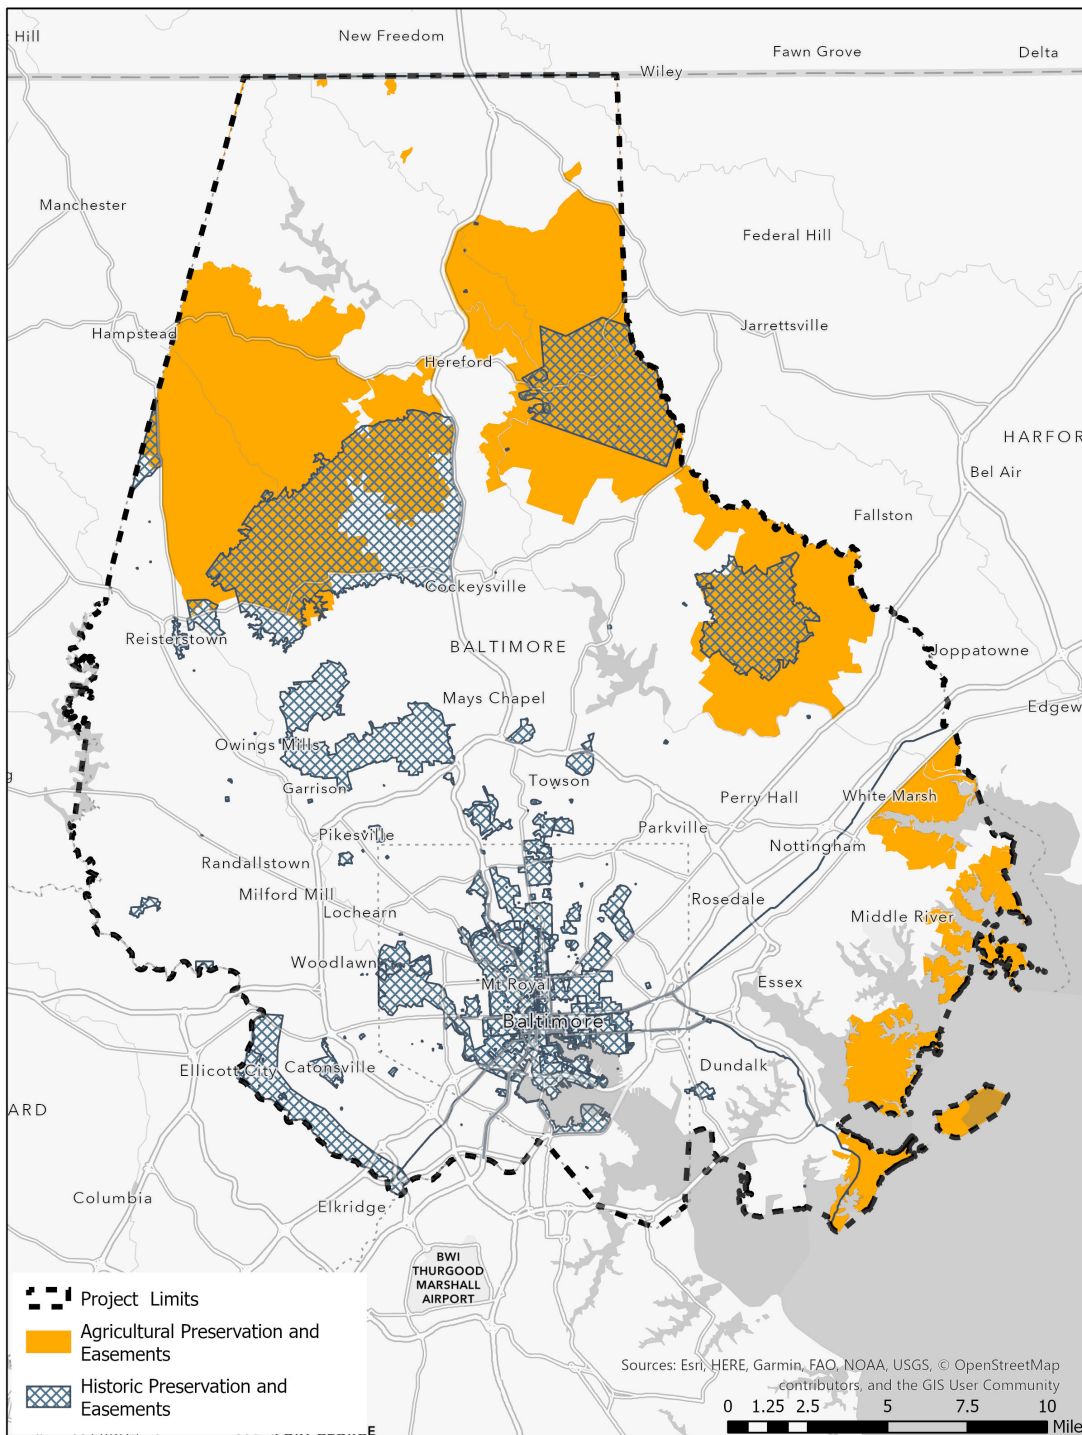 Hill
New Freedom
Fawn Grove
Delta
Wiley
Manchester
Federal Hill
Hampstead
Jarrettsville
Hereford
HARFOR
Bel Air
Fallston
Cockeysville
Reisterstown
BALTIMORE
Joppatowne
Mays Chapel
Edgew
Owings Mills
Garrison
Towson
Perry Hall
White Marsh
Pikesville
Parkville
Nottingham
Randallstown
Milford Mill
Lochearn
Rosedale
Middle River
Woodlawn
Mt Royal
Essex
Baltimore
Ellicott City
Catonsville
Dundalk
ARD
Columbia
Elkridge
BWI
THURGOOD
MARSHALL
AIRPORT
Project Limits
Agricultural Preservation and
Easements
Historic Preservation and
Easements
Sources: Esri, HERE, Garmin, FAO, NOAA, USGS, © OpenStreetMap
contributors, and the GIS User Community
0 1.25 2.5 5 7.5 10
Mile